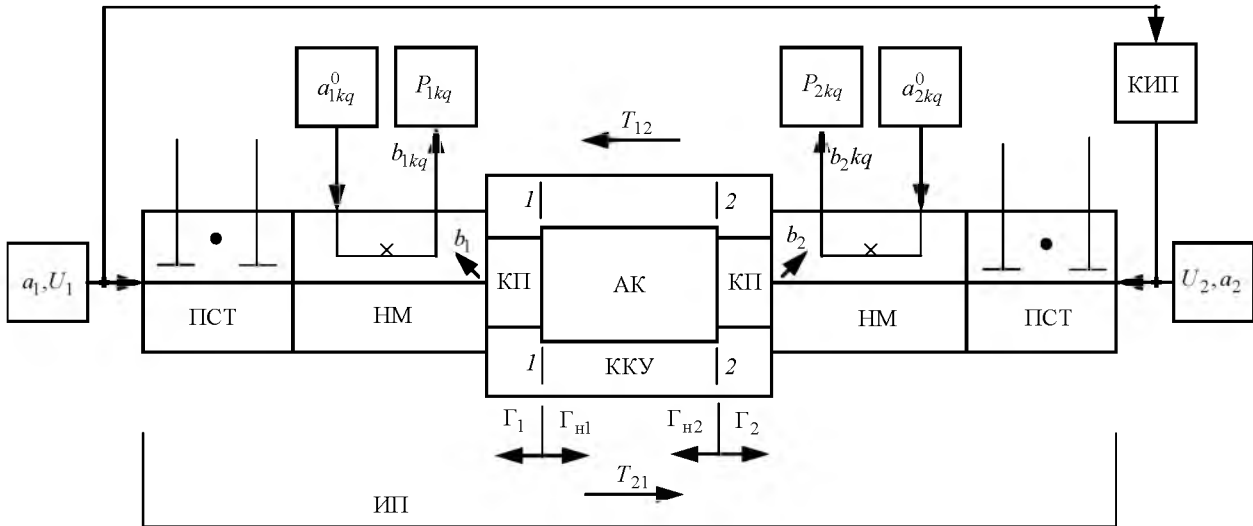 КИП
a⁰₁kq
P₁kq
P₂kq
a⁰₂kq
T₁₂
b₁kq
b₂kq
1
2
b₁
b₂
a₁,U₁
КП
АК
КП
U₂,a₂
ПСТ
НМ
НМ
ПСТ
1
ККУ
2
Γ₁
Γн1
Γн2
Γ₂
T₂₁
ИП